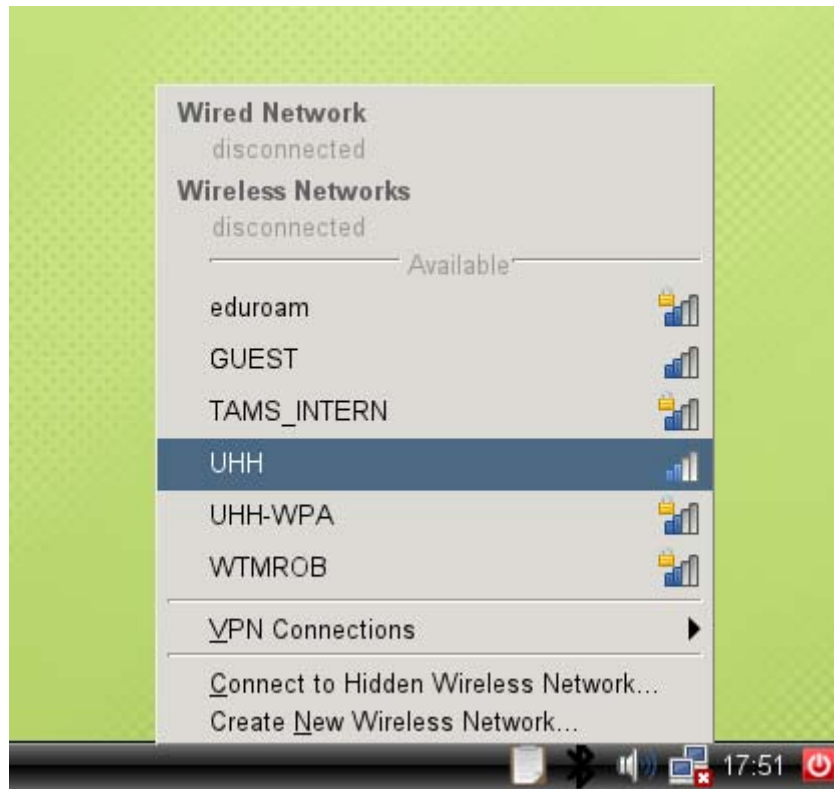 Wired Network
disconnected
Wireless Networks
disconnected
Available
eduroam
GUEST
TAMS_INTERN
UHH
UHH-WPA
WTMROB
VPN Connections
Connect to Hidden Wireless Network...
Create New Wireless Network...
17:51